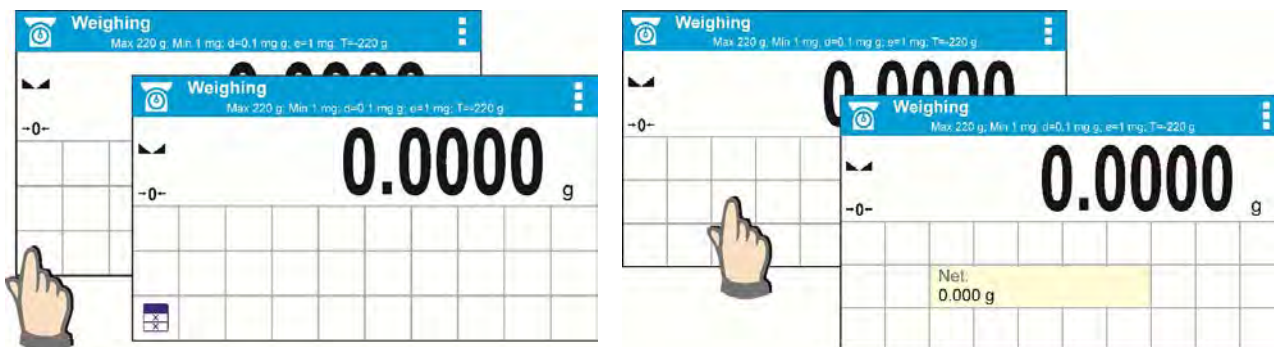 Weighing
Max 220 g; Min 1 mg; d=0.1 mg g; e=1 mg; T=-220 g
→0←
Weighing
Max 220 g; Min 1 mg; d=0.1 mg g; e=1 mg; T=-220 g
0.0000 g
→0←
x
x
Weighing
Max 220 g; Min 1 mg; d=0.1 mg g; e=1 mg; T=-220 g
0.0000
→0←
Weighing
Max 220 g; Min 1 mg; d=0.1 mg g; e=1 mg; T=-220 g
0.0000 g
→0←
Net:
0.000 g